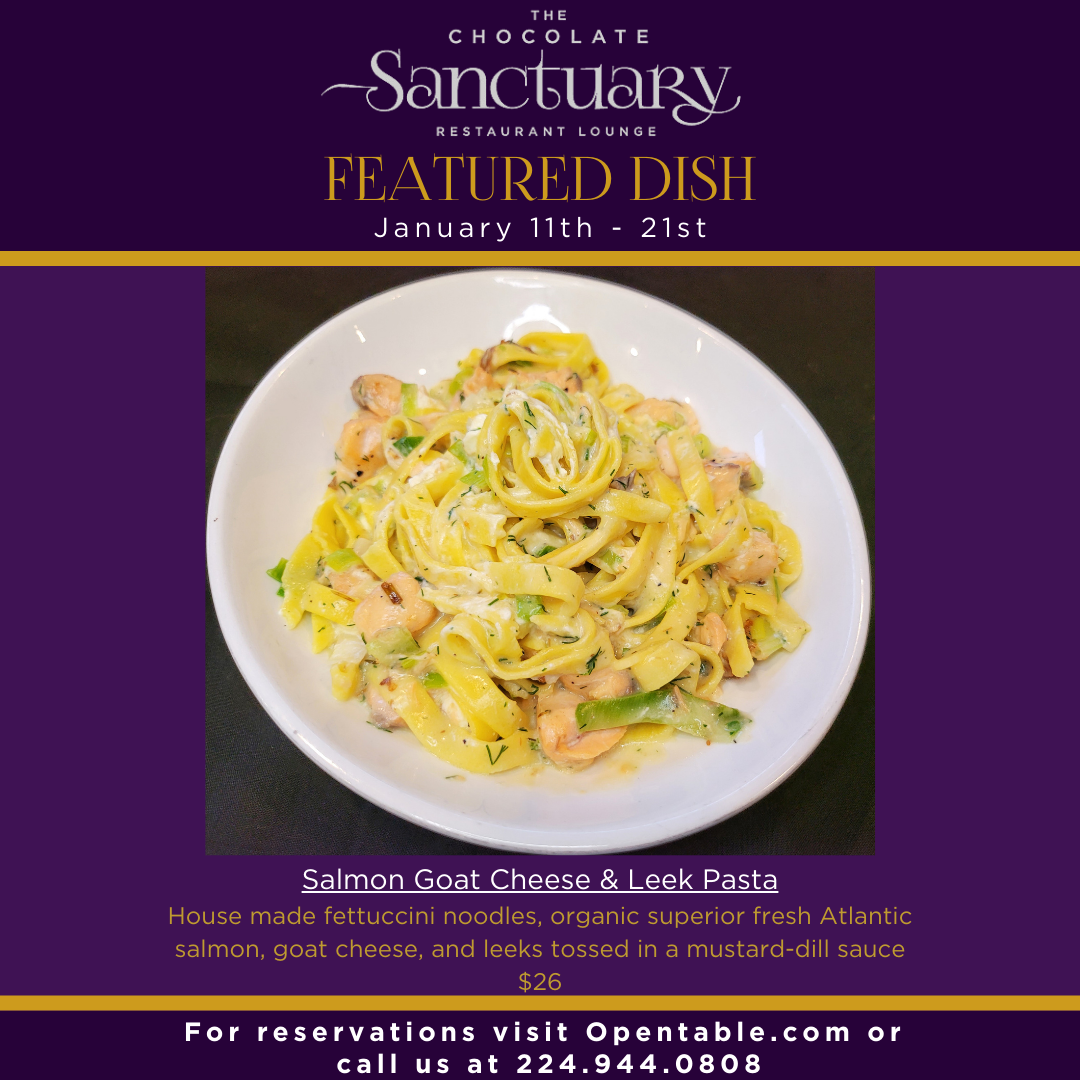 THE
CHOCOLATE
Sanctuary
RESTAURANT LOUNGE
FEATURED DISH
January 11th - 21st
Salmon Goat Cheese & Leek Pasta
House made fettuccini noodles, organic superior fresh Atlantic
salmon, goat cheese, and leeks tossed in a mustard-dill sauce
$26
For reservations visit Opentable.com or
call us at 224.944.0808